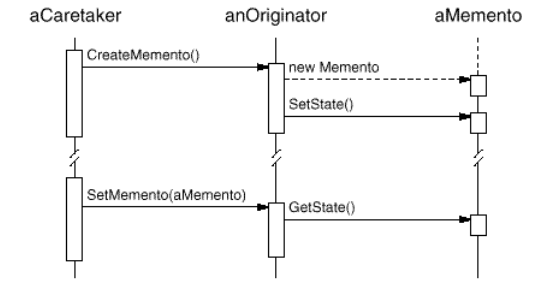 aCaretaker anOriginator aMemento
CreateMemento()
new Memento
SetState()
SetMemento(aMemento)
GetState()